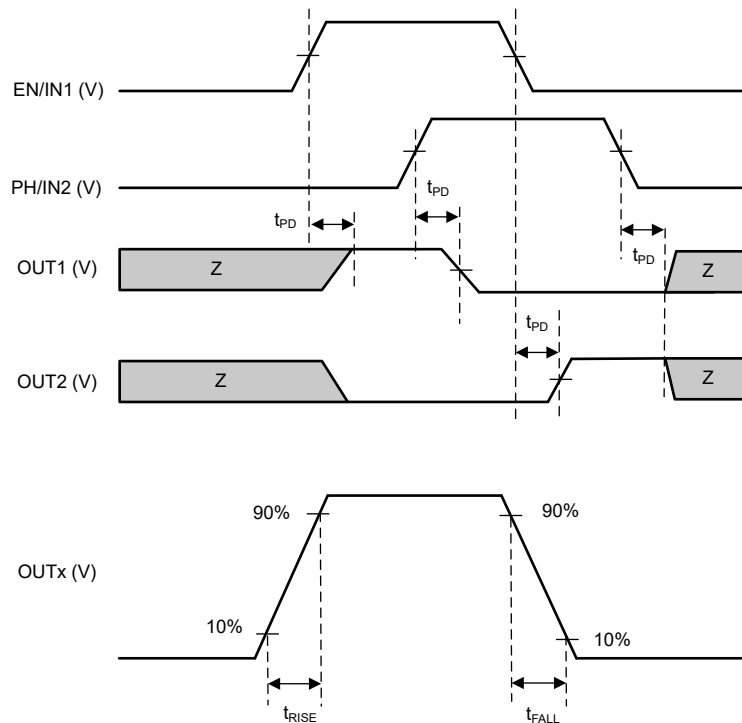 EN/IN1 (V)
PH/IN2 (V)
tPD
tPD
tPD
OUT1 (V)
Z
Z
tPD
OUT2 (V)
Z
Z
90%
90%
OUTx (V)
10%
10%
tRISE
tFALL